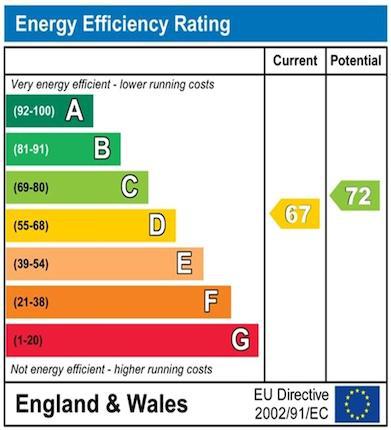 Energy Efficiency Rating
Current Potential
Very energy efficient - lower running costs
(92-100) A
(81-91) B
(69-80) C
72
(55-68) D
67
(39-54) E
(21-38) F
(1-20) G
Not energy efficient - higher running costs
England & Wales
EU Directive
2002/91/EC